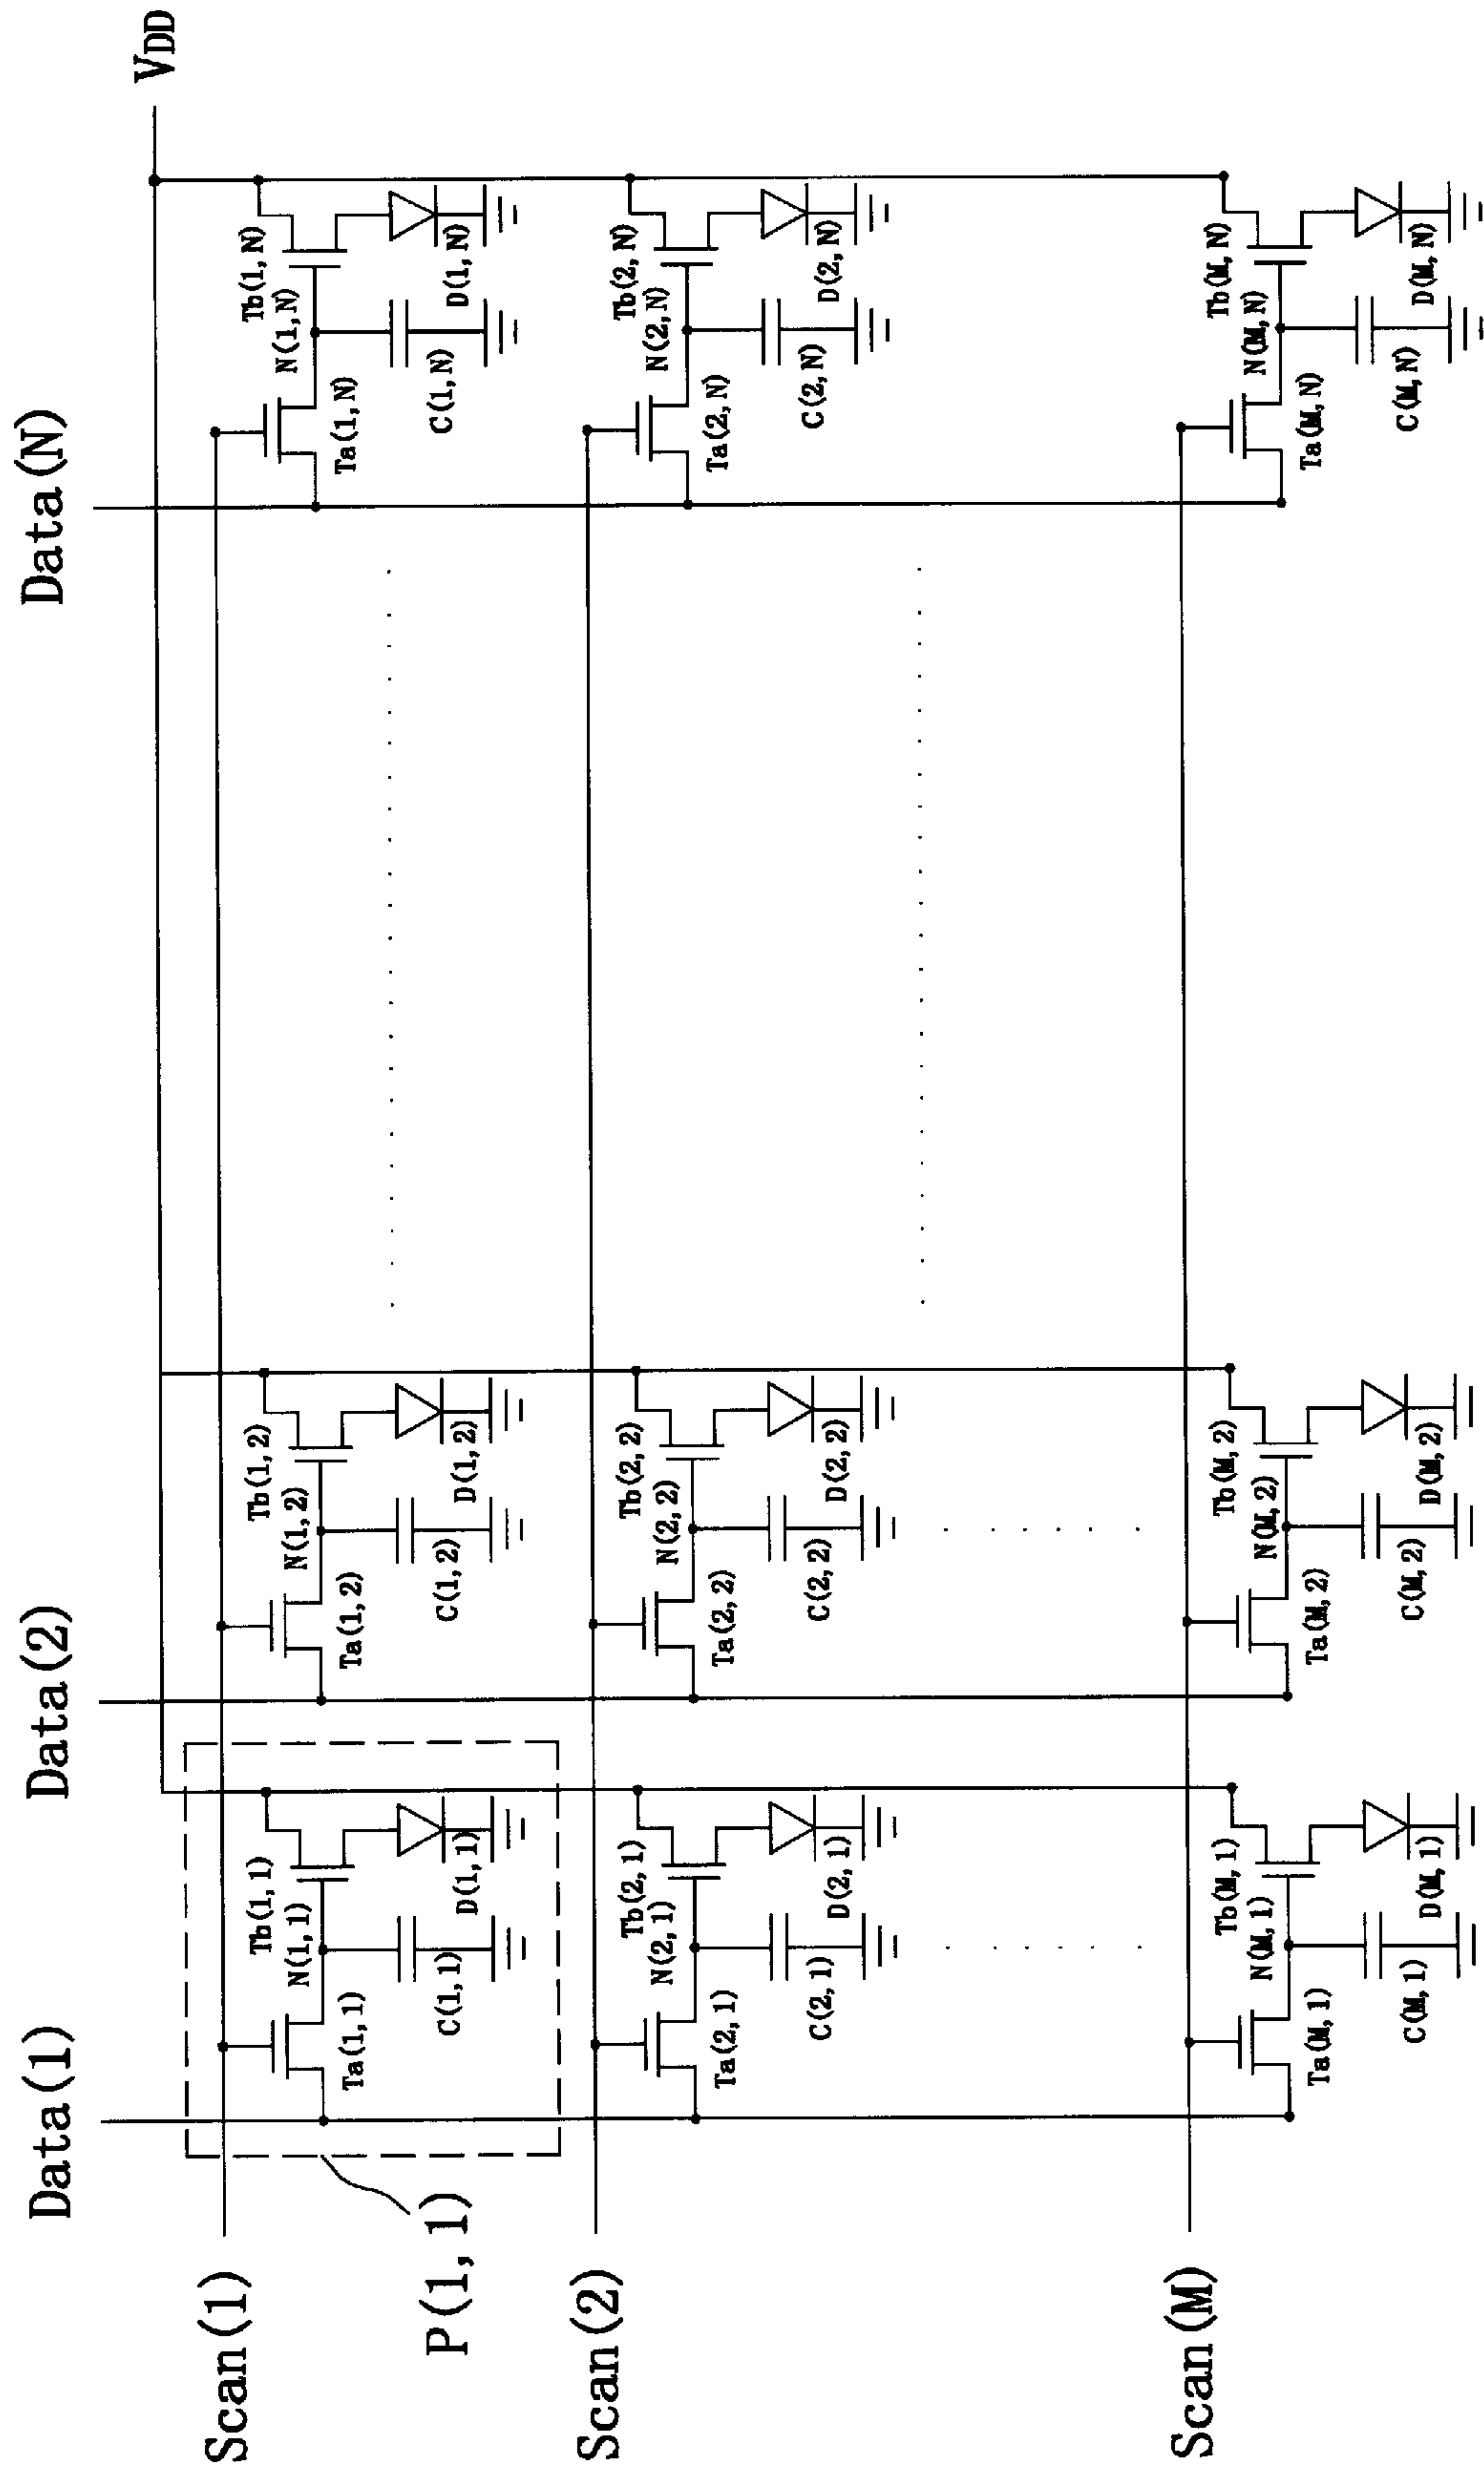 Data(1)
Data(2)
Data(N)
VDD
Scan(1)
Tb(1,1)
N(1,1)
Ta(1,1)
C(1,1)
D(1,1)
Tb(1,2)
N(1,2)
Ta(1,2)
C(1,2)
D(1,2)
Tb(1,N)
N(1,N)
Ta(1,N)
C(1,N)
D(1,N)
P(1,1)
Scan(2)
Tb(2,1)
N(2,1)
Ta(2,1)
C(2,1)
D(2,1)
Tb(2,2)
N(2,2)
Ta(2,2)
C(2,2)
D(2,2)
Tb(2,N)
N(2,N)
Ta(2,N)
C(2,N)
D(2,N)
Scan(M)
Tb(M,1)
N(M,1)
Ta(M,1)
C(M,1)
D(M,1)
Tb(M,2)
N(M,2)
Ta(M,2)
C(M,2)
D(M,2)
Tb(M,N)
N(M,N)
Ta(M,N)
C(M,N)
D(M,N)